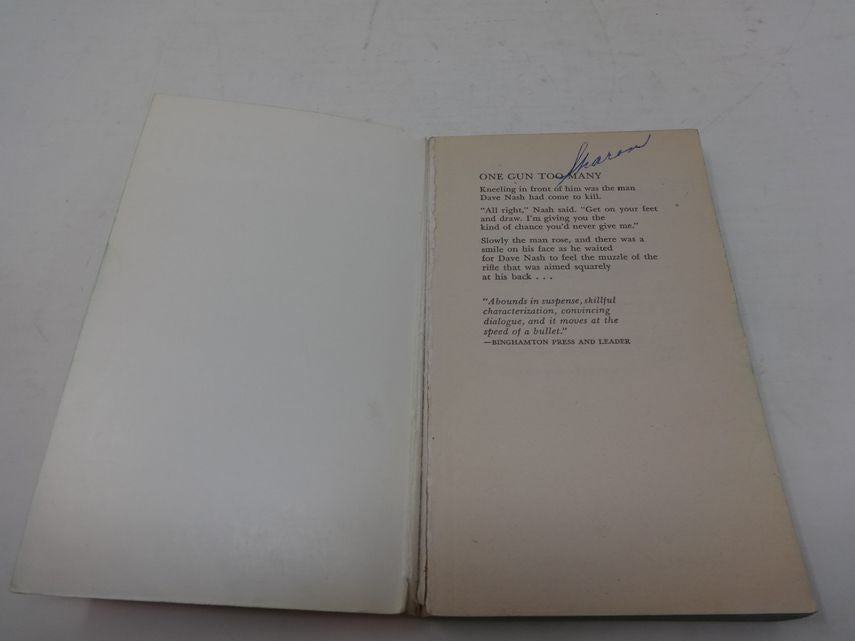 Sharon
ONE GUN TOO MANY
Kneeling in front of him was the man
Dave Nash had come to kill.
"All right," Nash said. "Get on your feet
and draw. I'm giving you the
kind of chance you'd never give me."
Slowly the man rose, and there was a
smile on his face as he waited
for Dave Nash to feel the muzzle of the
rifle that was aimed squarely
at his back . . .
"Abounds in suspense, skillful
characterization, convincing
dialogue, and it moves at the
speed of a bullet."
—BINGHAMTON PRESS AND LEADER